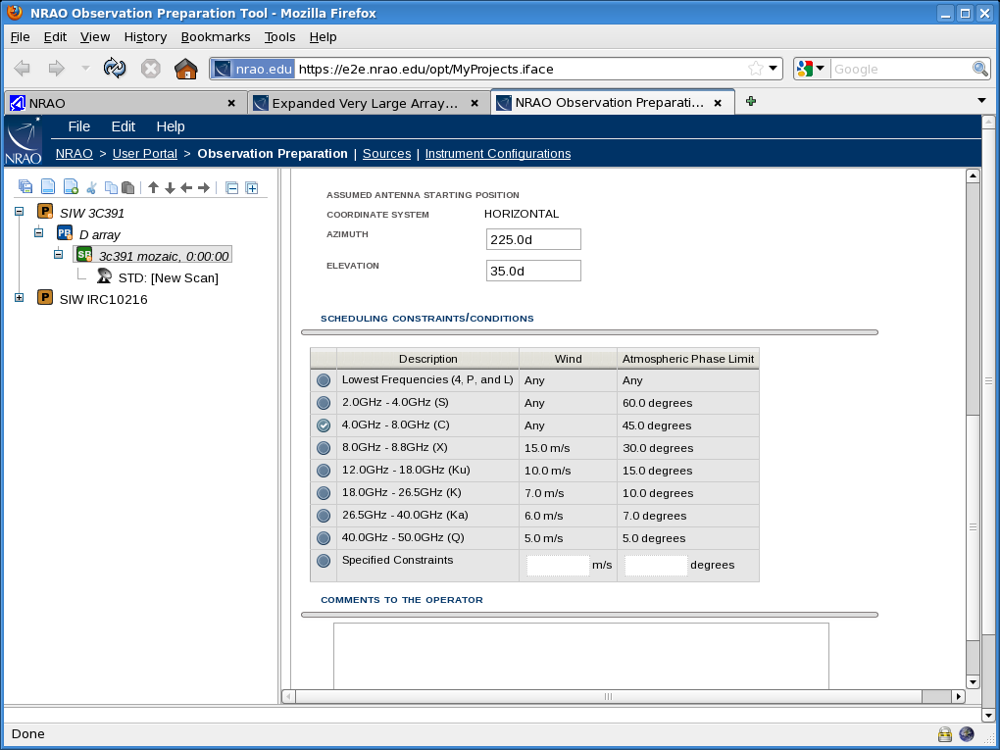 NRAO Observation Preparation Tool - Mozilla Firefox
File Edit View History Bookmarks Tools Help
nrao.edu https://e2e.nrao.edu/opt/MyProjects.iface
Google
NRAO
Expanded Very Large Array...
NRAO Observation Preparati...
File Edit Help
NRAO
NRAO > User Portal > Observation Preparation | Sources | Instrument Configurations
P SIW 3C391
PB D array
SB 3c391 mozaic, 0:00:00
STD: [New Scan]
P SIW IRC10216
ASSUMED ANTENNA STARTING POSITION
COORDINATE SYSTEM HORIZONTAL
AZIMUTH 225.0d
ELEVATION 35.0d
SCHEDULING CONSTRAINTS/CONDITIONS
Description Wind Atmospheric Phase Limit
Lowest Frequencies (4, P, and L) Any Any
2.0GHz - 4.0GHz (S) Any 60.0 degrees
4.0GHz - 8.0GHz (C) Any 45.0 degrees
8.0GHz - 8.8GHz (X) 15.0 m/s 30.0 degrees
12.0GHz - 18.0GHz (Ku) 10.0 m/s 15.0 degrees
18.0GHz - 26.5GHz (K) 7.0 m/s 10.0 degrees
26.5GHz - 40.0GHz (Ka) 6.0 m/s 7.0 degrees
40.0GHz - 50.0GHz (Q) 5.0 m/s 5.0 degrees
Specified Constraints m/s degrees
COMMENTS TO THE OPERATOR
Done